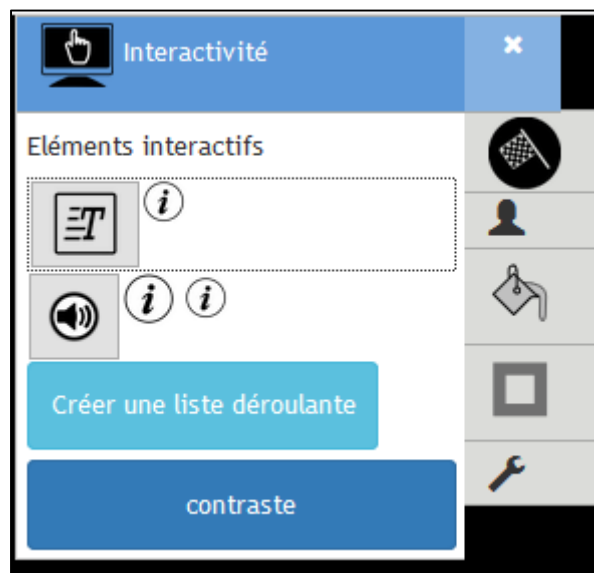 Interactivité
Eléments interactifs
T i
i i
Créer une liste déroulante
contraste